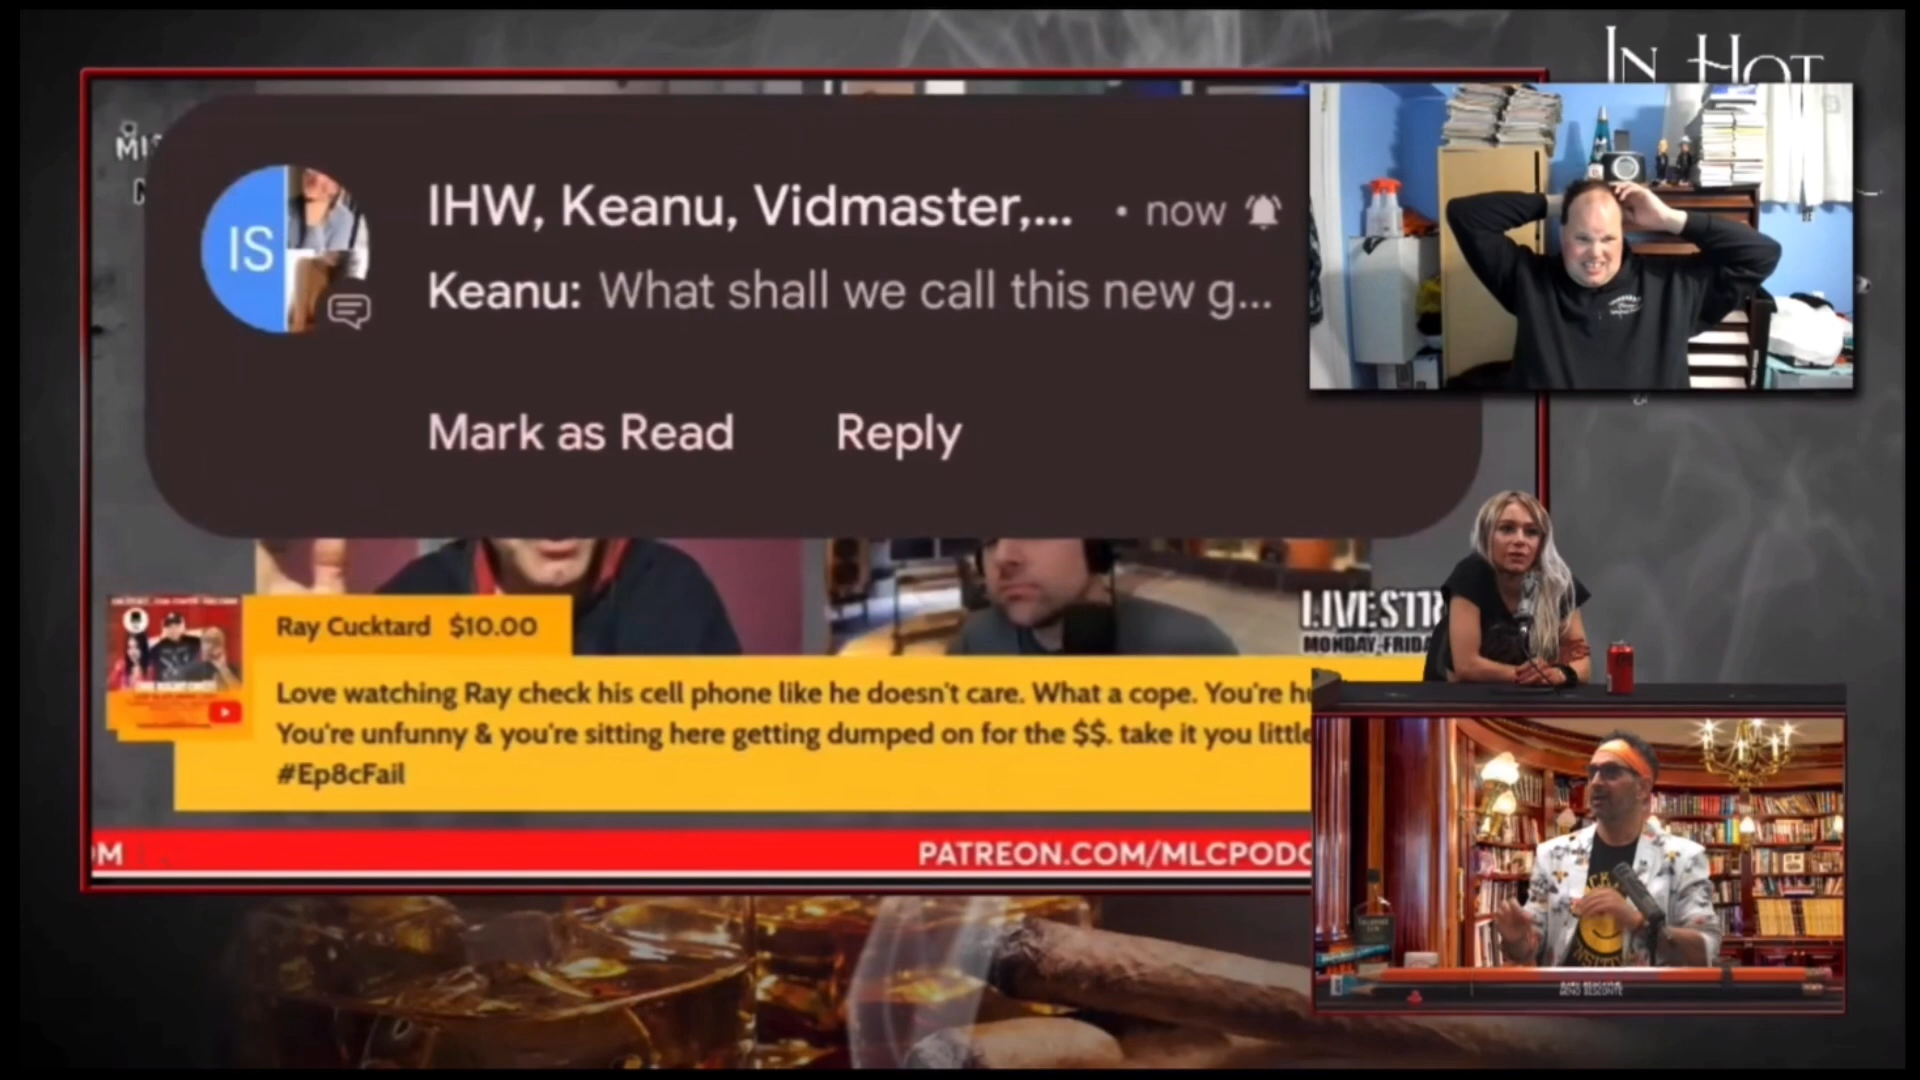 IN HOT
IHW, Keanu, Vidmaster,... • now
IS
Keanu: What shall we call this new g...
Mark as Read Reply
LIVESTR
MONDAY-FRIDA
Ray Cucktard $10.00
Love watching Ray check his cell phone like he doesn't care. What a cope. You're hu
You're unfunny & you're sitting here getting dumped on for the $$. take it you little
#Ep8cFail
OM
PATREON.COM/MLCPODC